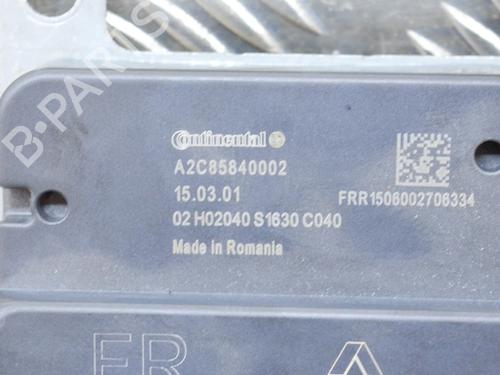 B-PARTS
Continental
A2C85840002
15.03.01
FRR1506002706334
02 H02040 S1630 C040
Made in Romania
FR